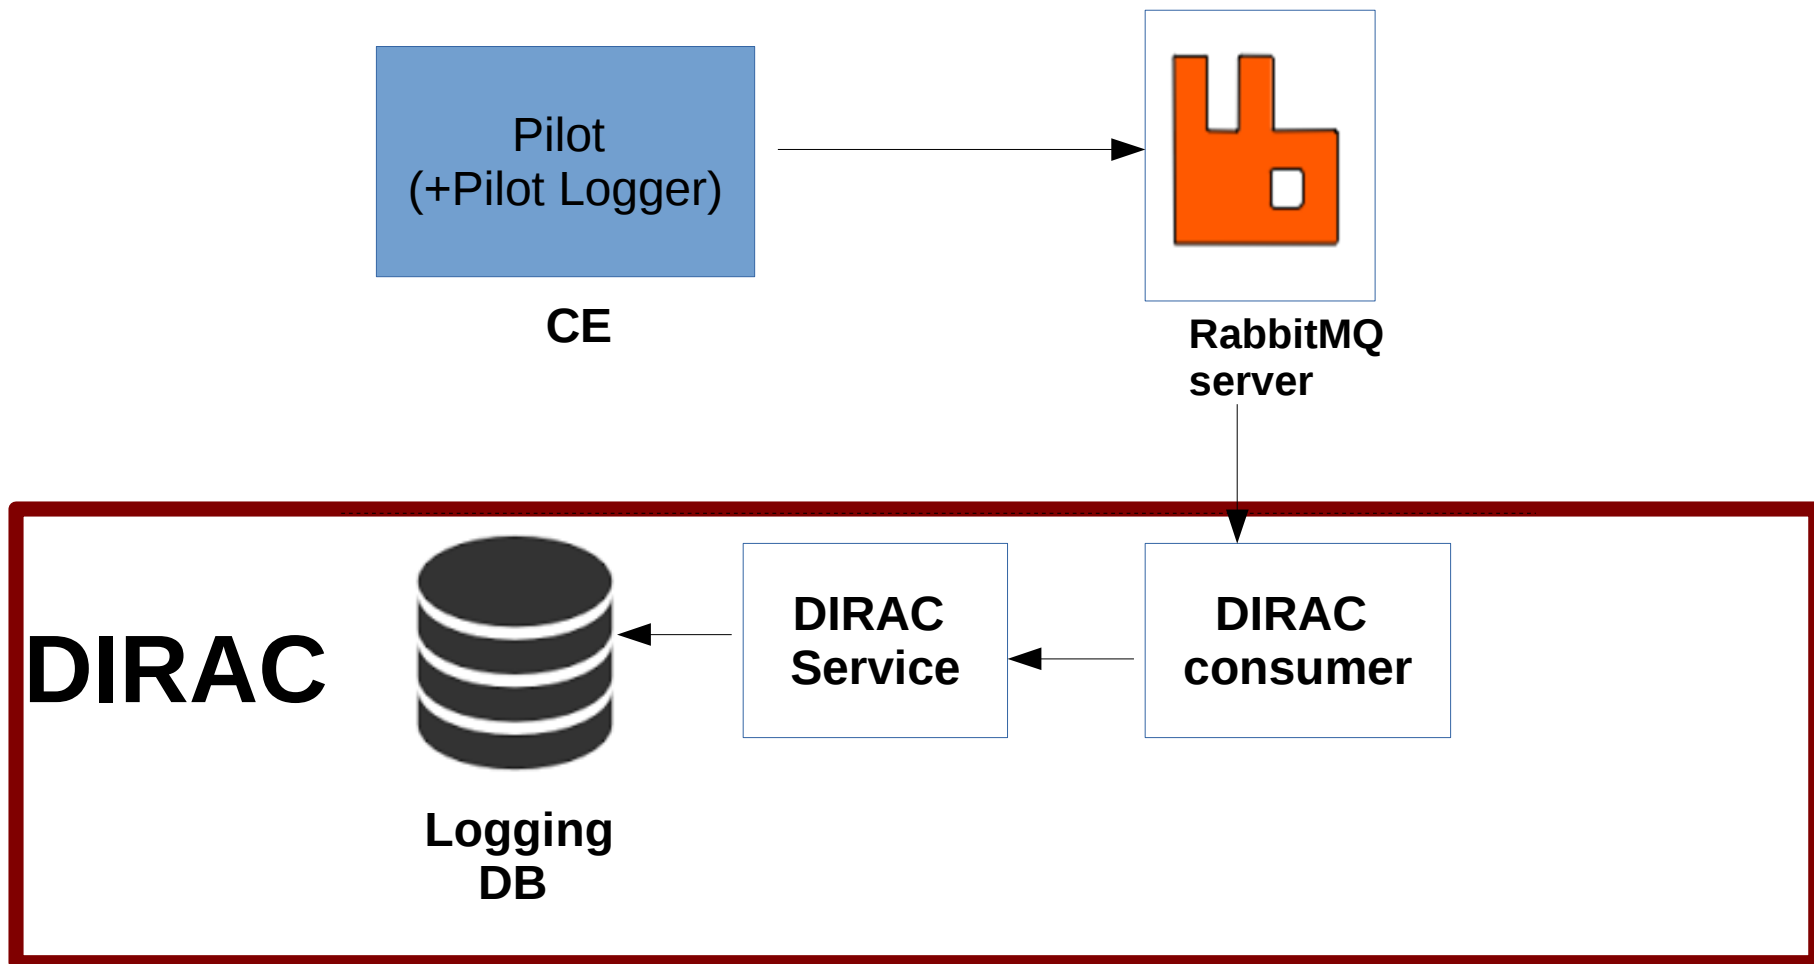 Pilot
(+Pilot Logger)
CE
RabbitMQ
server
DIRAC
DIRAC
Service
DIRAC
consumer
Logging
DB